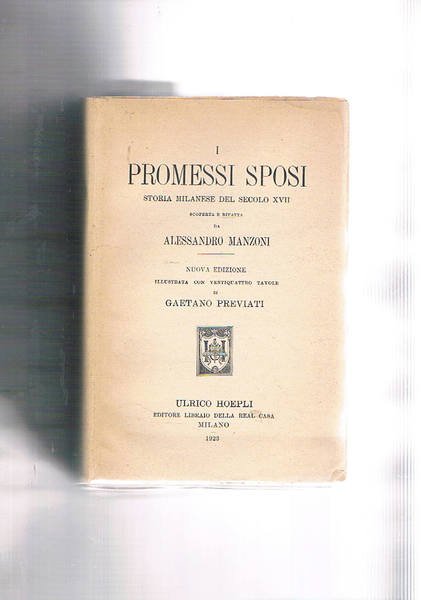 I
PROMESSI SPOSI
STORIA MILANESE DEL SECOLO XVII
SCOPERTA E RIFATTA
DA
ALESSANDRO MANZONI
NUOVA EDIZIONE
ILLUSTRATA CON VENTIQUATTRO TAVOLE
DI
GAETANO PREVIATI
ULRICO HOEPLI
EDITORE LIBRAIO DELLA REAL CASA
MILANO
1923